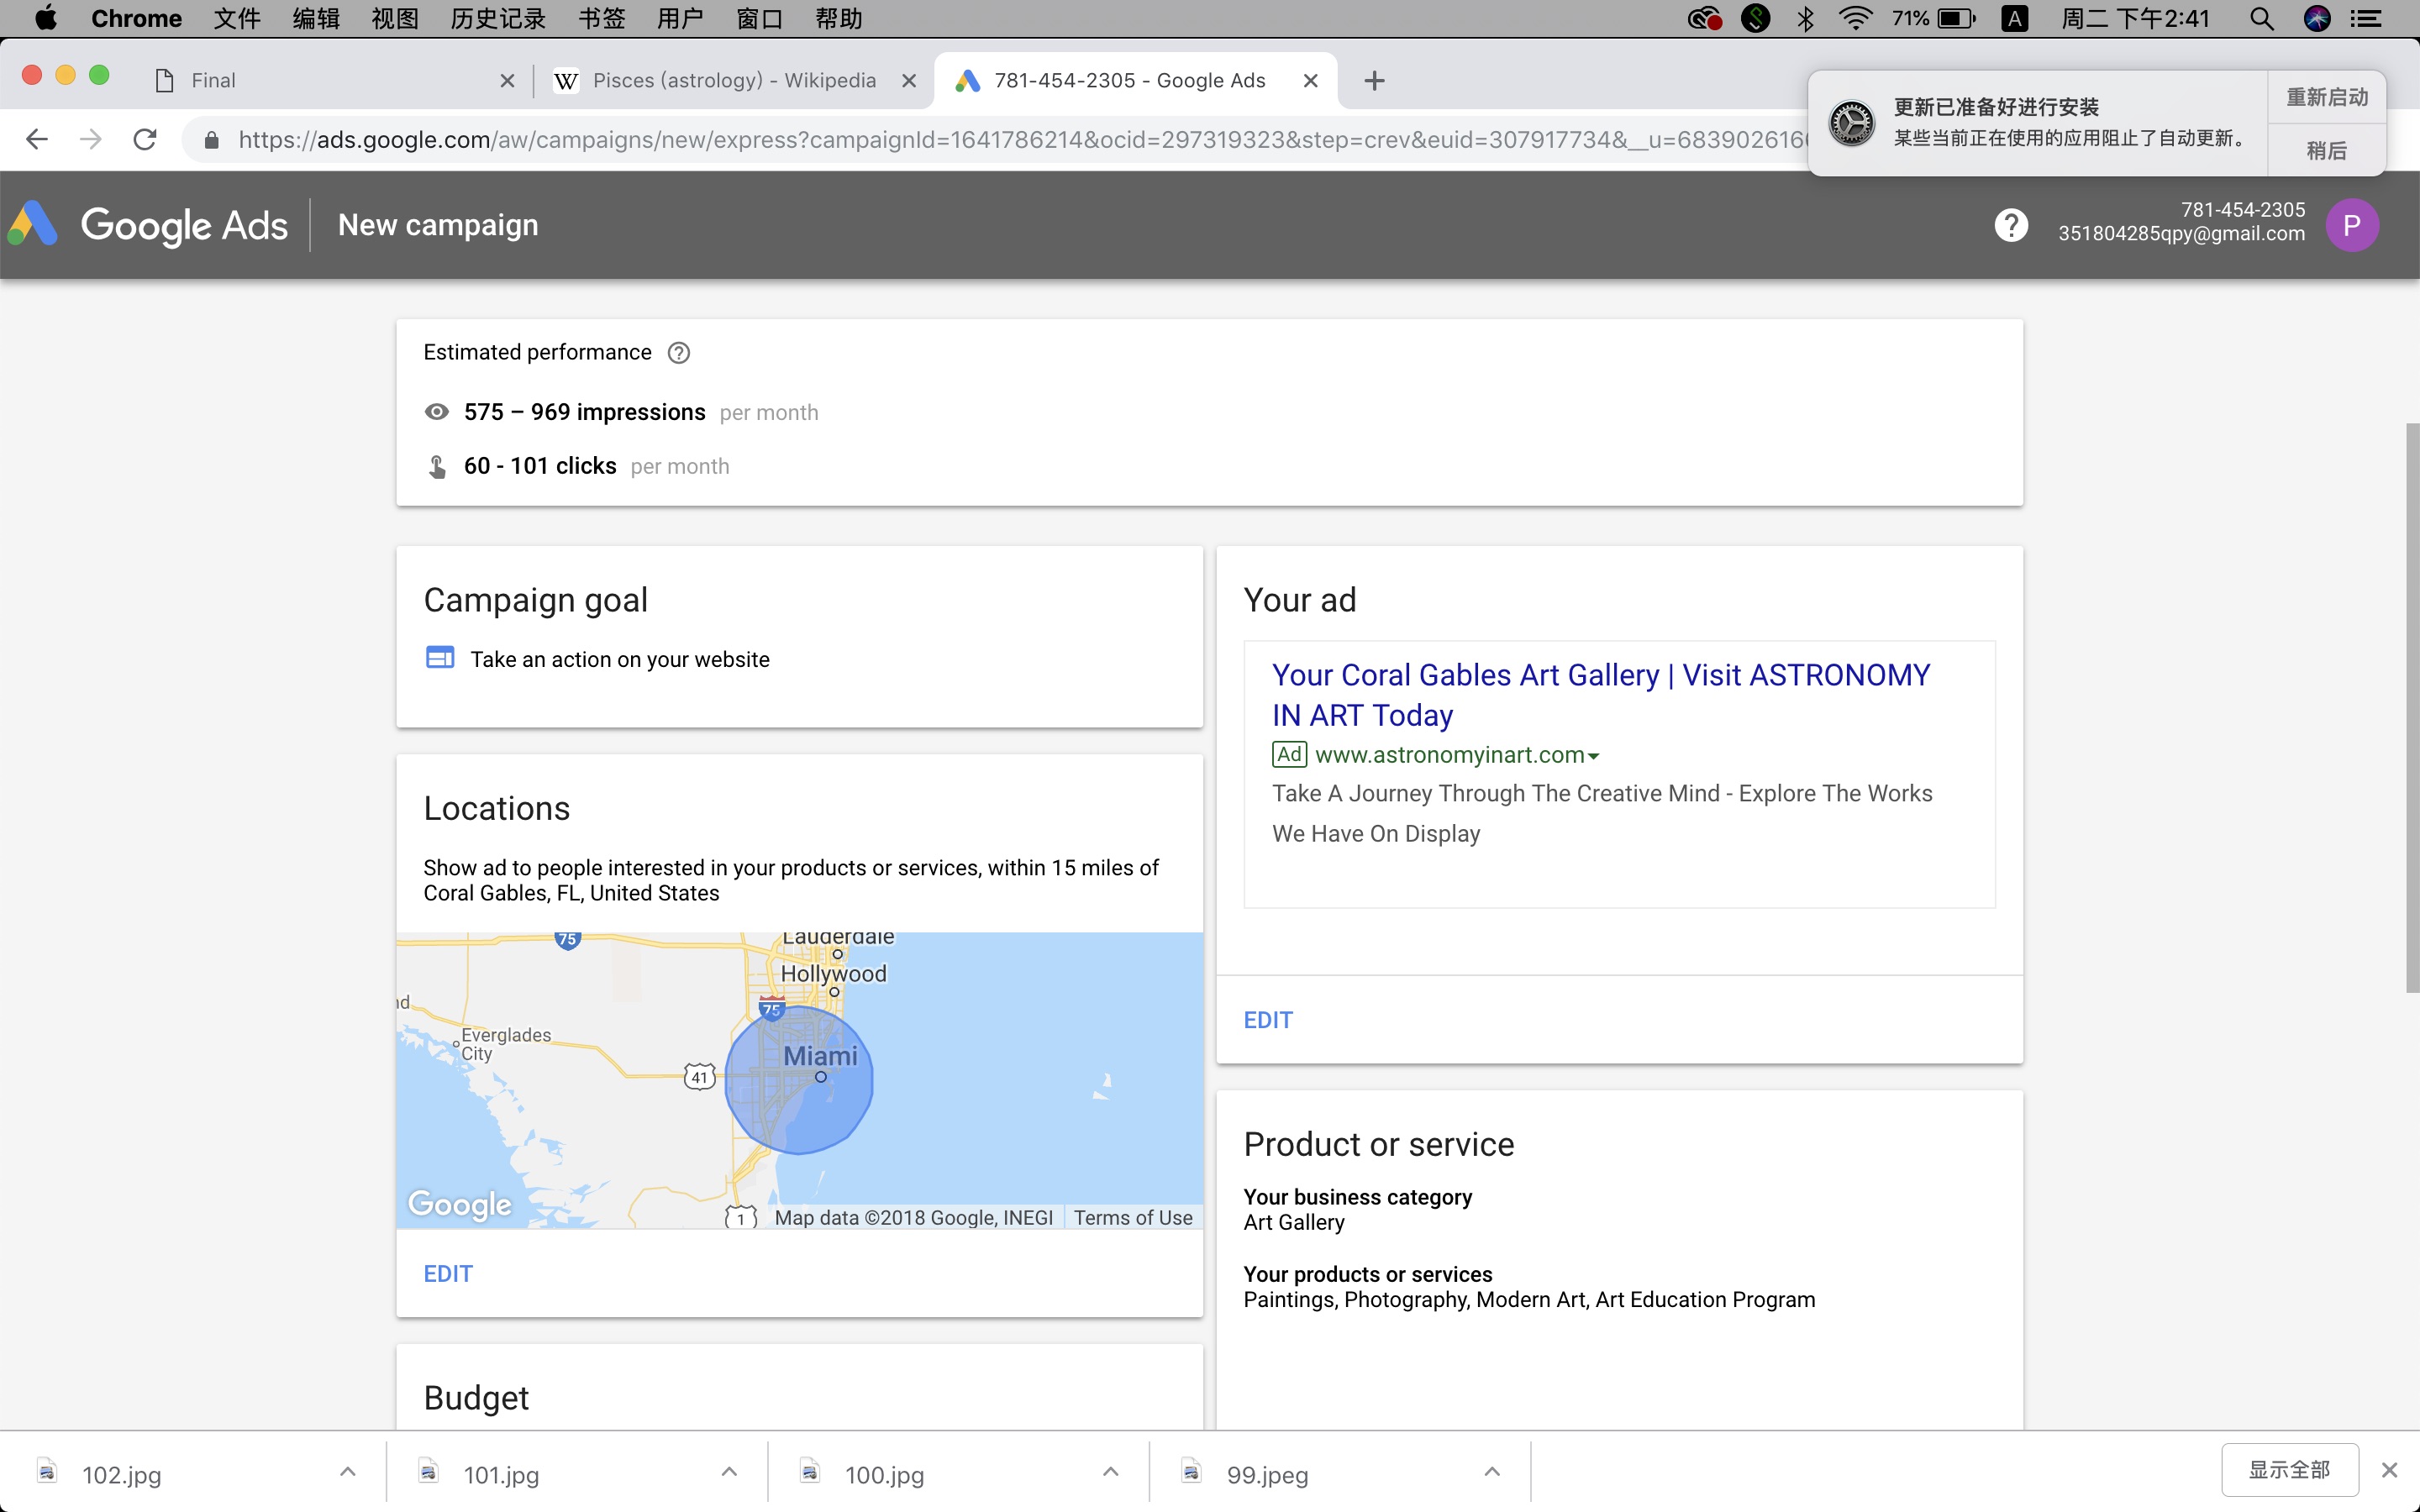 Chrome 文件 编辑 视图 历史记录 书签 用户 窗口 帮助 71% A 周二 下午2:41
Final
W Pisces (astrology) - Wikipedia
781-454-2305 - Google Ads
https://ads.google.com/aw/campaigns/new/express?campaignId=1641786214&ocid=297319323&step=crev&euid=307917734&__u=683902616
更新已准备好进行安装
某些当前正在使用的应用阻止了自动更新。
重新启动
稍后
Google Ads New campaign
781-454-2305
351804285qpy@gmail.com
P
Estimated performance
575 – 969 impressions per month
60 - 101 clicks per month
Campaign goal
Take an action on your website
Locations
Show ad to people interested in your products or services, within 15 miles of
Coral Gables, FL, United States
75
Lauderdale
Hollywood
75
Everglades
City
41
Miami
1
Google
Map data ©2018 Google, INEGI Terms of Use
EDIT
Budget
Your ad
Your Coral Gables Art Gallery | Visit ASTRONOMY
IN ART Today
Ad www.astronomyinart.com
Take A Journey Through The Creative Mind - Explore The Works
We Have On Display
EDIT
Product or service
Your business category
Art Gallery
Your products or services
Paintings, Photography, Modern Art, Art Education Program
102.jpg
101.jpg
100.jpg
99.jpeg
显示全部